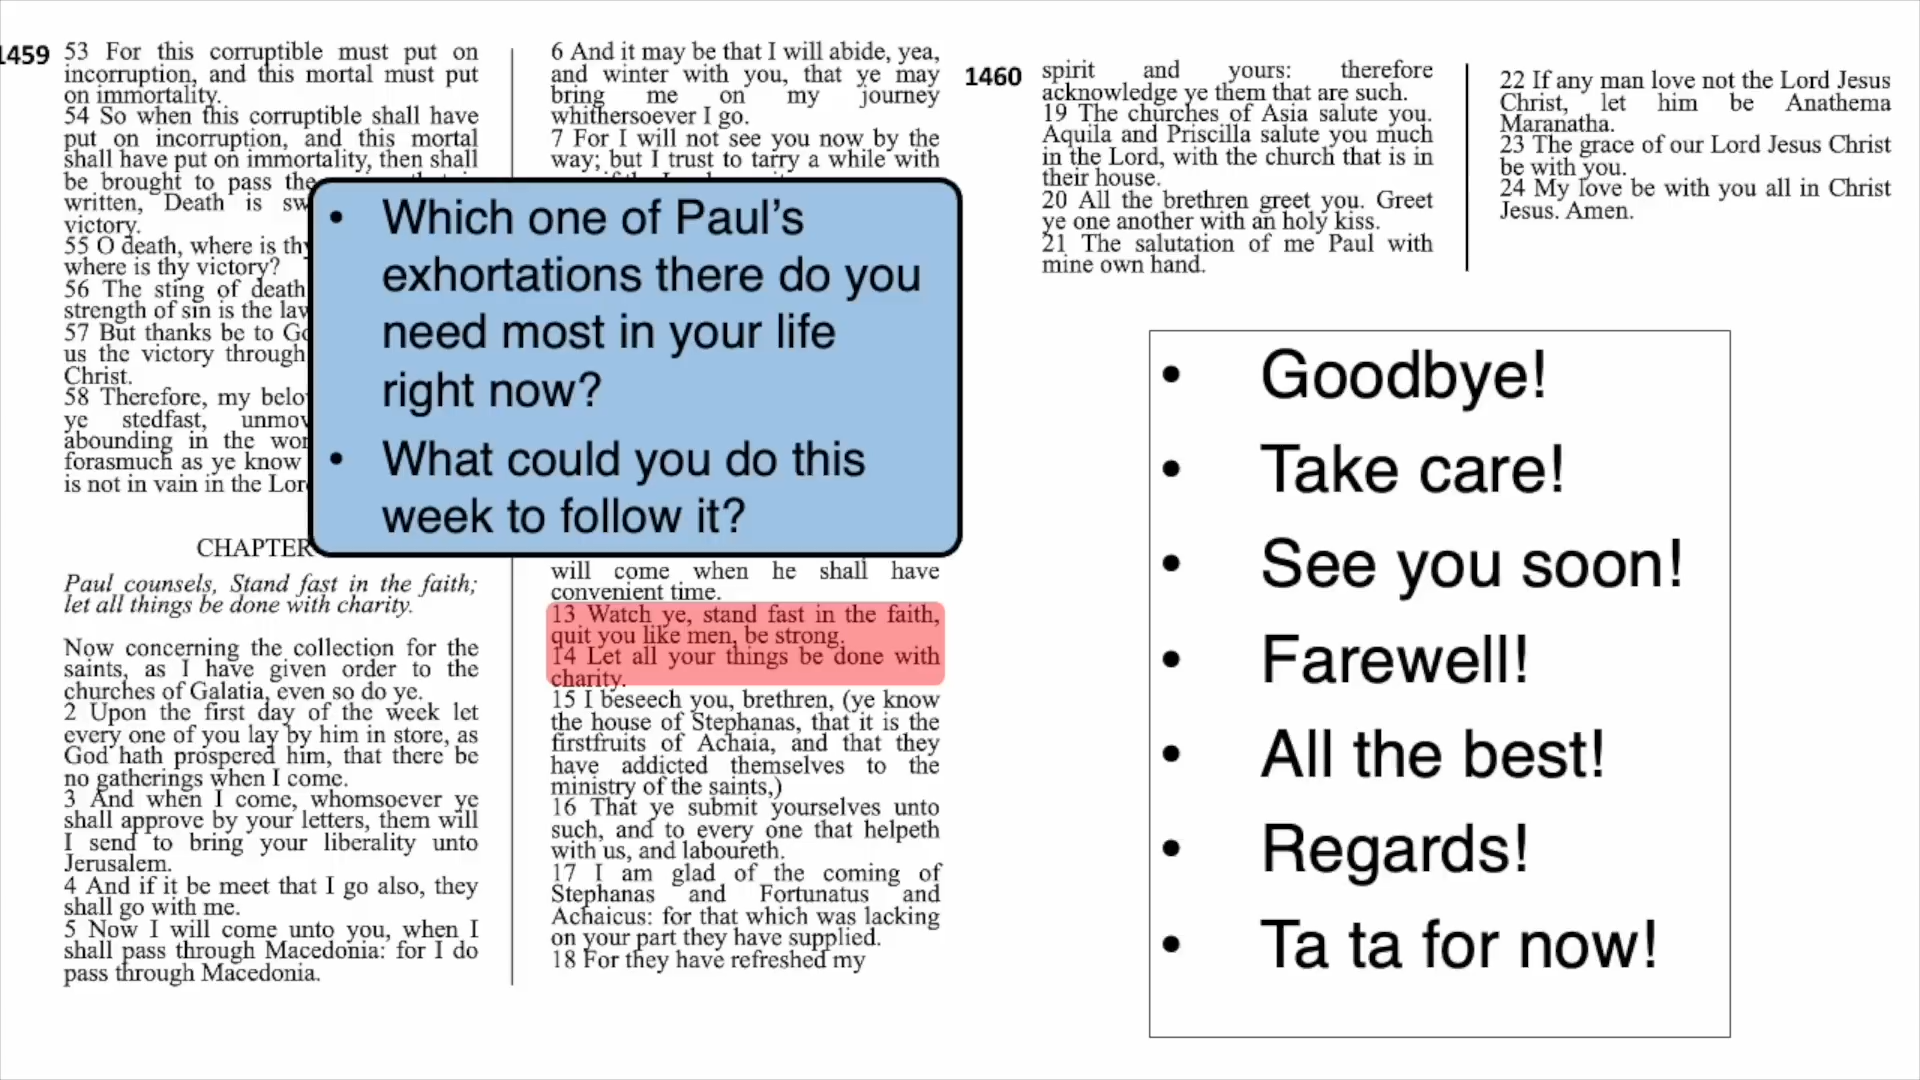 1459
53 For this corruptible must put on
incorruption, and this mortal must put
on immortality.
54 So when this corruptible shall have
put on incorruption, and this mortal
shall have put on immortality, then shall
be brought to pass the
written, Death is sw
victory.
55 O death, where is thy
where is thy victory?
56 The sting of death
strength of sin is the law
57 But thanks be to Go
us the victory through
Christ.
58 Therefore, my belo
ye stedfast, unmov
abounding in the wor
forasmuch as ye know
is not in vain in the Lor
CHAPTER
Paul counsels, Stand fast in the faith;
let all things be done with charity.
Now concerning the collection for the
saints, as I have given order to the
churches of Galatia, even so do ye.
2 Upon the first day of the week let
every one of you lay by him in store, as
God hath prospered him, that there be
no gatherings when I come.
3 And when I come, whomsoever ye
shall approve by your letters, them will
I send to bring your liberality unto
Jerusalem.
4 And if it be meet that I go also, they
shall go with me.
5 Now I will come unto you, when I
shall pass through Macedonia: for I do
pass through Macedonia.
6 And it may be that I will abide, yea,
and winter with you, that ye may
bring me on my journey
whithersoever I go.
7 For I will not see you now by the
way; but I trust to tarry a while with
• Which one of Paul’s
exhortations there do you
need most in your life
right now?
• What could you do this
week to follow it?
will come when he shall have
convenient time.
13 Watch ye, stand fast in the faith,
quit you like men, be strong.
14 Let all your things be done with
charity.
15 I beseech you, brethren, (ye know
the house of Stephanas, that it is the
firstfruits of Achaia, and that they
have addicted themselves to the
ministry of the saints,)
16 That ye submit yourselves unto
such, and to every one that helpeth
with us, and laboureth.
17 I am glad of the coming of
Stephanas and Fortunatus and
Achaicus: for that which was lacking
on your part they have supplied.
18 For they have refreshed my
1460
spirit and yours: therefore
acknowledge ye them that are such.
19 The churches of Asia salute you.
Aquila and Priscilla salute you much
in the Lord, with the church that is in
their house.
20 All the brethren greet you. Greet
ye one another with an holy kiss.
21 The salutation of me Paul with
mine own hand.
22 If any man love not the Lord Jesus
Christ, let him be Anathema
Maranatha.
23 The grace of our Lord Jesus Christ
be with you.
24 My love be with you all in Christ
Jesus. Amen.
• Goodbye!
• Take care!
• See you soon!
• Farewell!
• All the best!
• Regards!
• Ta ta for now!